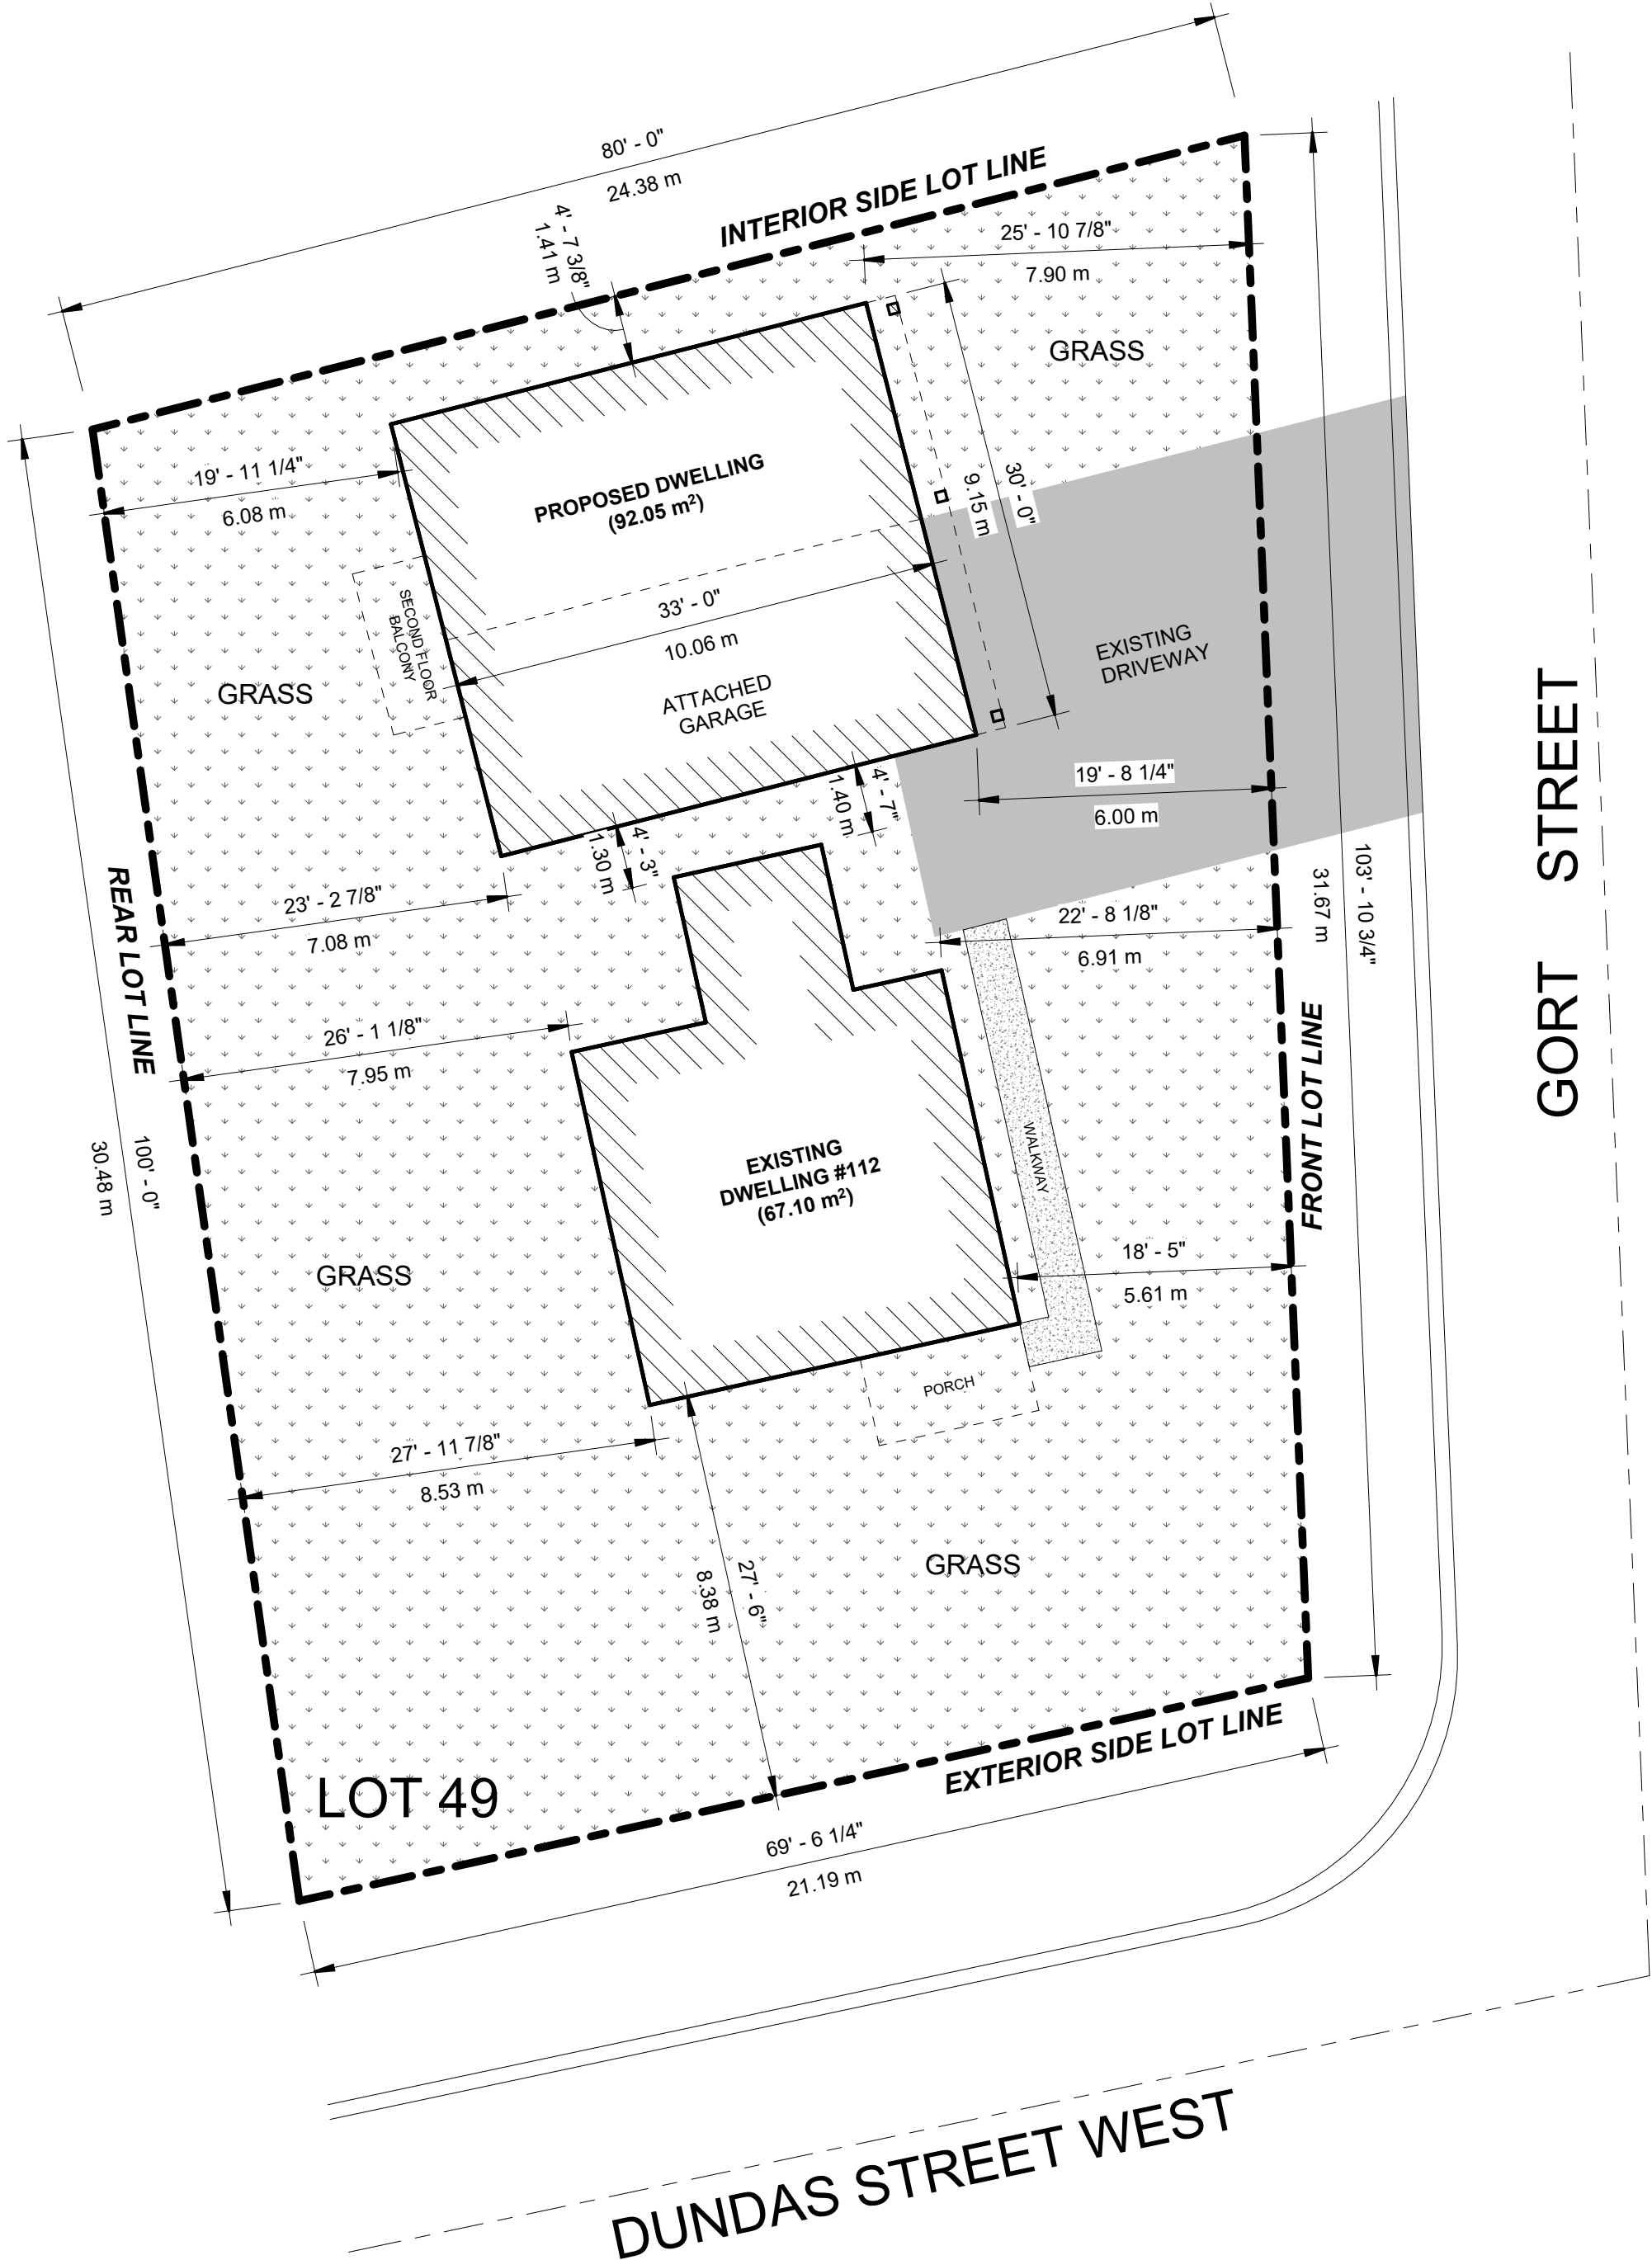 80' - 0"
24.38 m
INTERIOR SIDE LOT LINE
4' - 7 3/8"
1.41 m
25' - 10 7/8"
7.90 m
GRASS
19' - 11 1/4"
6.08 m
PROPOSED DWELLING
(92.05 m²)
30' - 0"
9.15 m
SECOND FLOOR
BALCONY
33' - 0"
10.06 m
EXISTING
DRIVEWAY
GRASS
ATTACHED
GARAGE
19' - 8 1/4"
6.00 m
4' - 7"
1.40 m
4' - 3"
1.30 m
GORT STREET
103' - 10 3/4"
31.67 m
REAR LOT LINE
23' - 2 7/8"
7.08 m
22' - 8 1/8"
6.91 m
26' - 1 1/8"
7.95 m
FRONT LOT LINE
100' - 0"
30.48 m
EXISTING
DWELLING #112
(67.10 m²)
WALKWAY
18' - 5"
5.61 m
GRASS
PORCH
27' - 11 7/8"
8.53 m
27' - 6"
8.38 m
GRASS
LOT 49
EXTERIOR SIDE LOT LINE
69' - 6 1/4"
21.19 m
DUNDAS STREET WEST